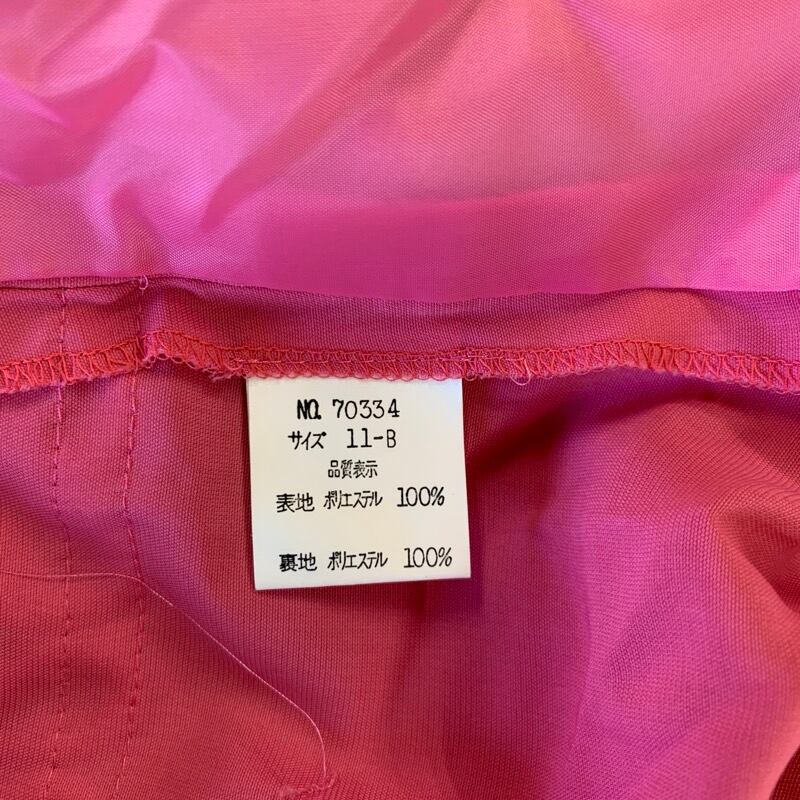 NO. 70334
サイズ 11-B
品質表示
表地 ポリエステル 100%
裏地 ポリエステル 100%